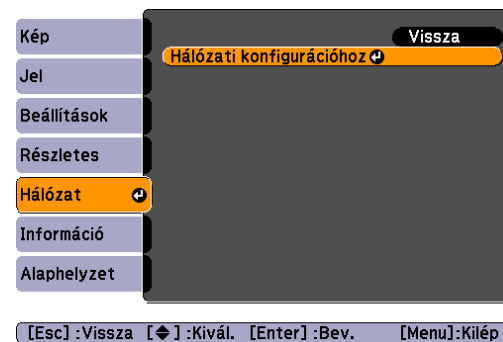 Kép
Jel
Beállítások
Részletes
Hálózat
Információ
Alaphelyzet
Vissza
Hálózati konfigurációhoz
[Esc] :Vissza [◆] :Kivál. [Enter] :Bev. [Menu]:Kilép